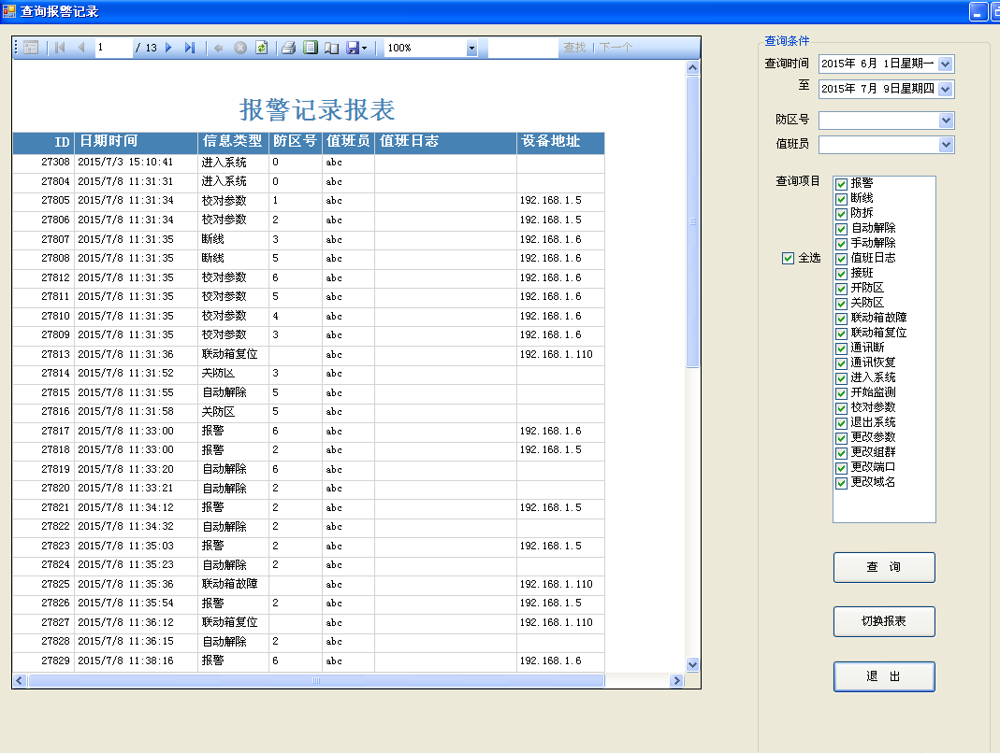 查询报警记录
1 / 13 100% 查找 | 下一个
报警记录报表
ID 日期时间 信息类型 防区号 值班员 值班日志 设备地址
27308 2015/7/3 15:10:41 进入系统 0 abc
27804 2015/7/8 11:31:31 进入系统 0 abc
27805 2015/7/8 11:31:34 校对参数 1 abc 192.168.1.5
27806 2015/7/8 11:31:34 校对参数 2 abc 192.168.1.5
27807 2015/7/8 11:31:35 断线 3 abc 192.168.1.6
27808 2015/7/8 11:31:35 断线 5 abc 192.168.1.6
27812 2015/7/8 11:31:35 校对参数 6 abc 192.168.1.6
27811 2015/7/8 11:31:35 校对参数 5 abc 192.168.1.6
27810 2015/7/8 11:31:35 校对参数 4 abc 192.168.1.6
27809 2015/7/8 11:31:35 校对参数 3 abc 192.168.1.6
27813 2015/7/8 11:31:36 联动箱复位 abc 192.168.1.110
27814 2015/7/8 11:31:52 关防区 3 abc
27815 2015/7/8 11:31:55 自动解除 5 abc
27816 2015/7/8 11:31:58 关防区 5 abc
27817 2015/7/8 11:33:00 报警 6 abc 192.168.1.6
27818 2015/7/8 11:33:00 报警 2 abc 192.168.1.5
27819 2015/7/8 11:33:20 自动解除 6 abc
27820 2015/7/8 11:33:21 自动解除 2 abc
27821 2015/7/8 11:34:12 报警 2 abc 192.168.1.5
27822 2015/7/8 11:34:32 自动解除 2 abc
27823 2015/7/8 11:35:03 报警 2 abc 192.168.1.5
27824 2015/7/8 11:35:23 自动解除 2 abc
27825 2015/7/8 11:35:36 联动箱故障 abc 192.168.1.110
27826 2015/7/8 11:35:54 报警 2 abc 192.168.1.5
27827 2015/7/8 11:36:12 联动箱复位 abc 192.168.1.110
27828 2015/7/8 11:36:15 自动解除 2 abc
27829 2015/7/8 11:38:16 报警 6 abc 192.168.1.6
查询条件
查询时间 2015年 6月 1日星期一
至 2015年 7月 9日星期四
防区号
值班员
查询项目
全选
报警
断线
防拆
自动解除
手动解除
值班日志
接班
开防区
关防区
联动箱故障
联动箱复位
通讯断
通讯恢复
进入系统
开始监测
校对参数
退出系统
更改参数
更改组群
更改端口
更改域名
查 询
切换报表
退 出